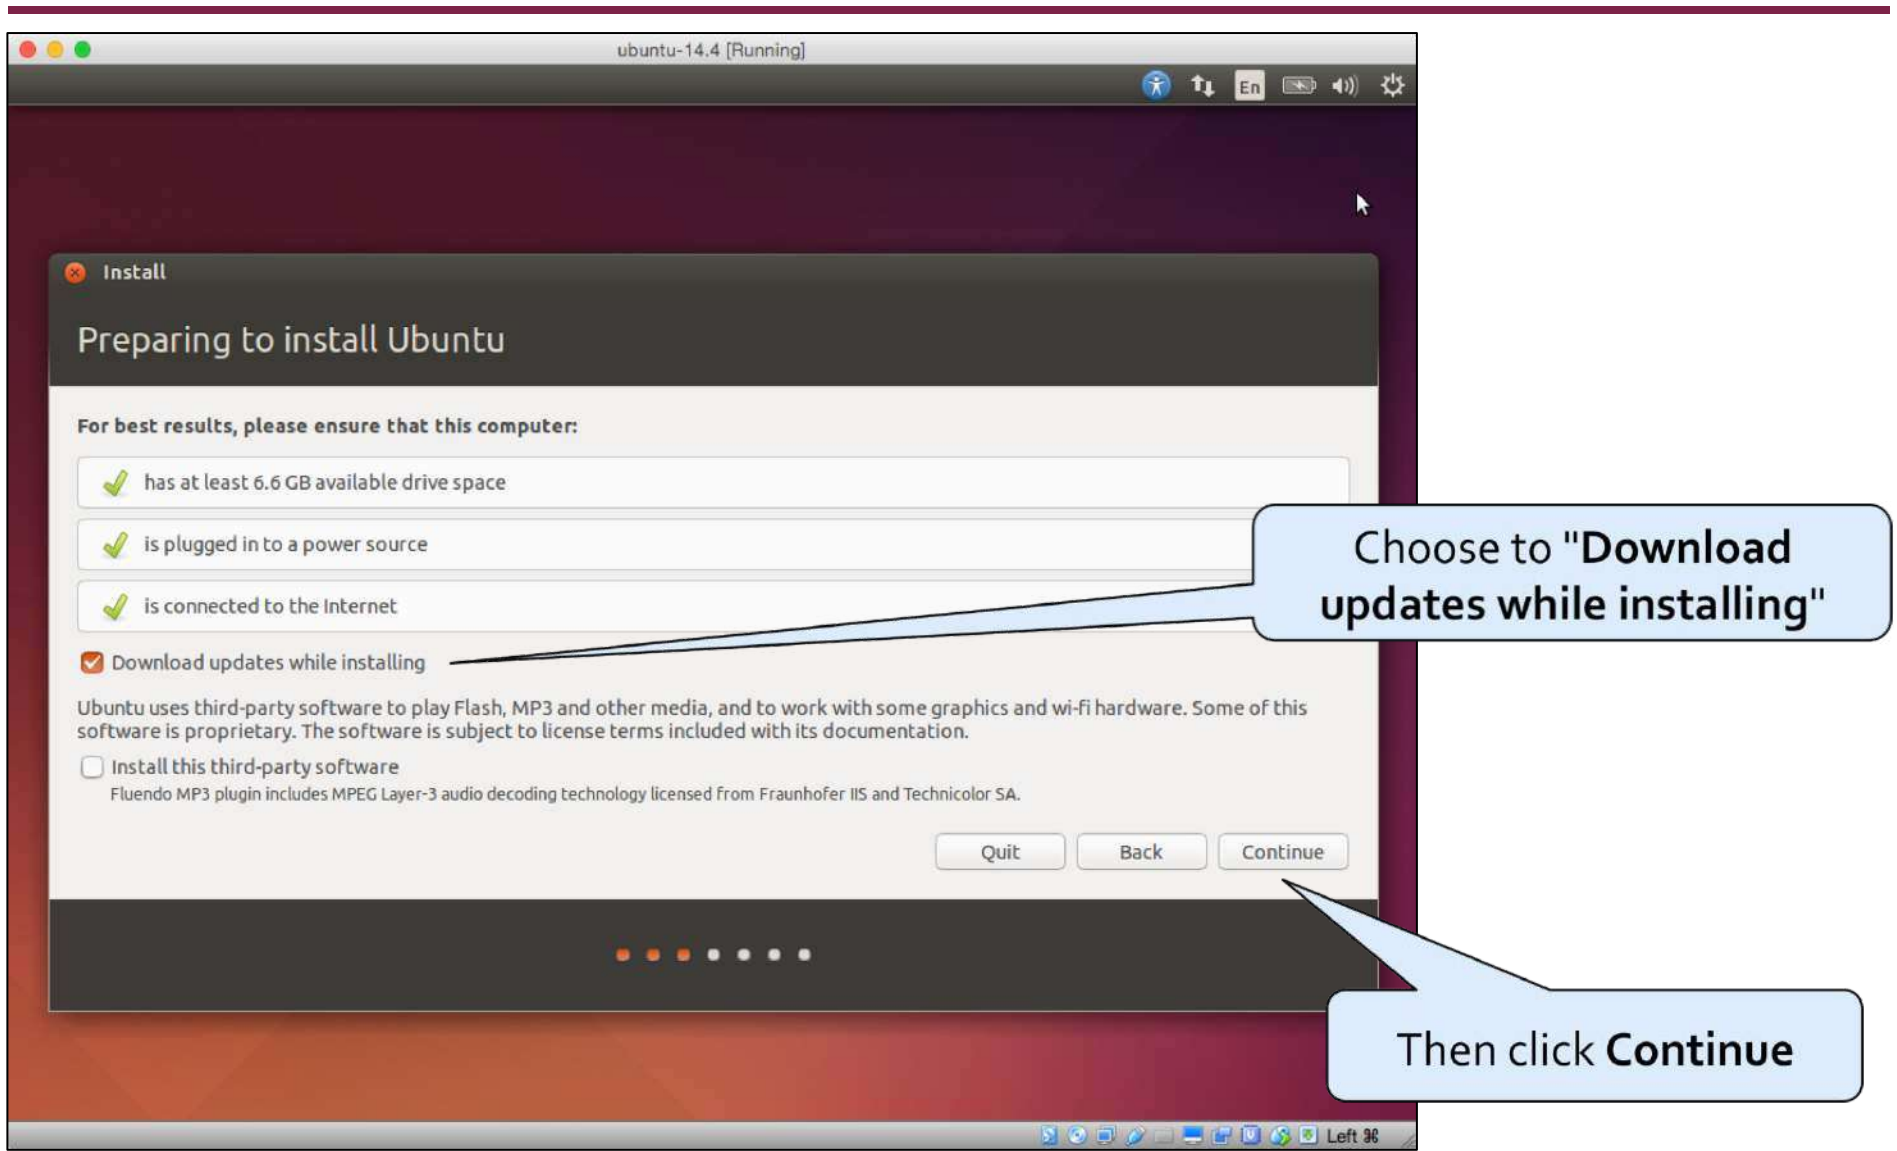 ubuntu-14.4 [Running]
En
Install
Preparing to install Ubuntu
For best results, please ensure that this computer:
has at least 6.6 GB available drive space
is plugged in to a power source
is connected to the Internet
Choose to "Download
updates while installing"
Download updates while installing
Ubuntu uses third-party software to play Flash, MP3 and other media, and to work with some graphics and wi-fi hardware. Some of this
software is proprietary. The software is subject to license terms included with its documentation.
Install this third-party software
Fluendo MP3 plugin includes MPEG Layer-3 audio decoding technology licensed from Fraunhofer IIS and Technicolor SA.
Quit Back Continue
Then click Continue
Left ⌘